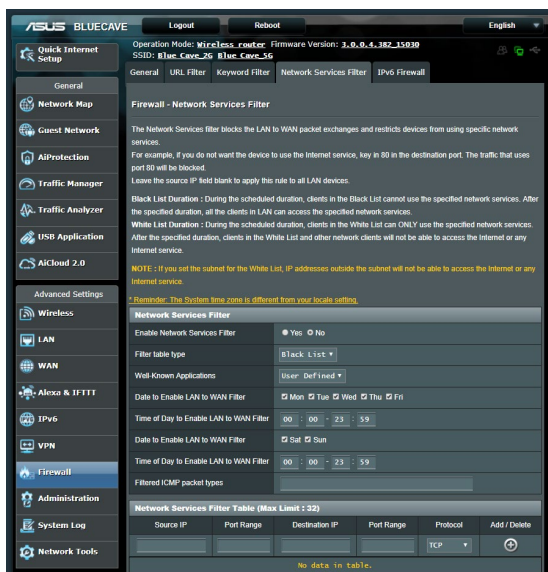 ASUS BLUECAVE Logout Reboot English
Quick Internet Setup
Operation Mode: Wireless router Firmware Version: 3.0.0.4.382_15030
SSID: Blue Cave_2G Blue Cave_5G
General URL Filter Keyword Filter Network Services Filter IPv6 Firewall
General
Network Map
Guest Network
AiProtection
Traffic Manager
Traffic Analyzer
USB Application
AiCloud 2.0
Advanced Settings
Wireless
LAN
WAN
Alexa & IFTTT
IPv6
VPN
Firewall
Administration
System Log
Network Tools
Firewall - Network Services Filter
The Network Services filter blocks the LAN to WAN packet exchanges and restricts devices from using specific network
services.
For example, if you do not want the device to use the Internet service, key in 80 in the destination port. The traffic that uses
port 80 will be blocked.
Leave the source IP field blank to apply this rule to all LAN devices.
Black List Duration : During the scheduled duration, clients in the Black List cannot use the specified network services. After
the specified duration, all the clients in LAN can access the specified network services.
White List Duration : During the scheduled duration, clients in the White List can ONLY use the specified network services.
After the specified duration, clients in the White List and other network clients will not be able to access the Internet or any
Internet service.
NOTE : If you set the subnet for the White List, IP addresses outside the subnet will not be able to access the Internet or any
Internet service.
* Reminder: The System time zone is different from your locale setting.
Network Services Filter
Enable Network Services Filter Yes No
Filter table type Black List
Well-Known Applications User Defined
Date to Enable LAN to WAN Filter Mon Tue Wed Thu Fri
Time of Day to Enable LAN to WAN Filter 00 : 00 - 23 : 59
Date to Enable LAN to WAN Filter Sat Sun
Time of Day to Enable LAN to WAN Filter 00 : 00 - 23 : 59
Filtered ICMP packet types
Network Services Filter Table (Max Limit : 32)
Source IP Port Range Destination IP Port Range Protocol Add / Delete
TCP
No data in table.